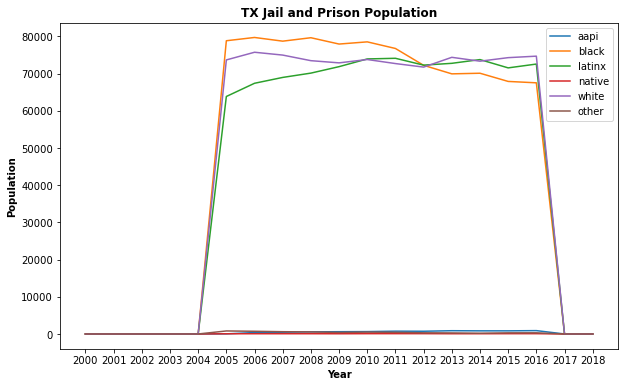 TX Jail and Prison Population
80000
70000
60000
50000
40000
30000
20000
10000
0
Population
aapi
black
latinx
native
white
other
2000 2001 2002 2003 2004 2005 2006 2007 2008 2009 2010 2011 2012 2013 2014 2015 2016 2017 2018
Year